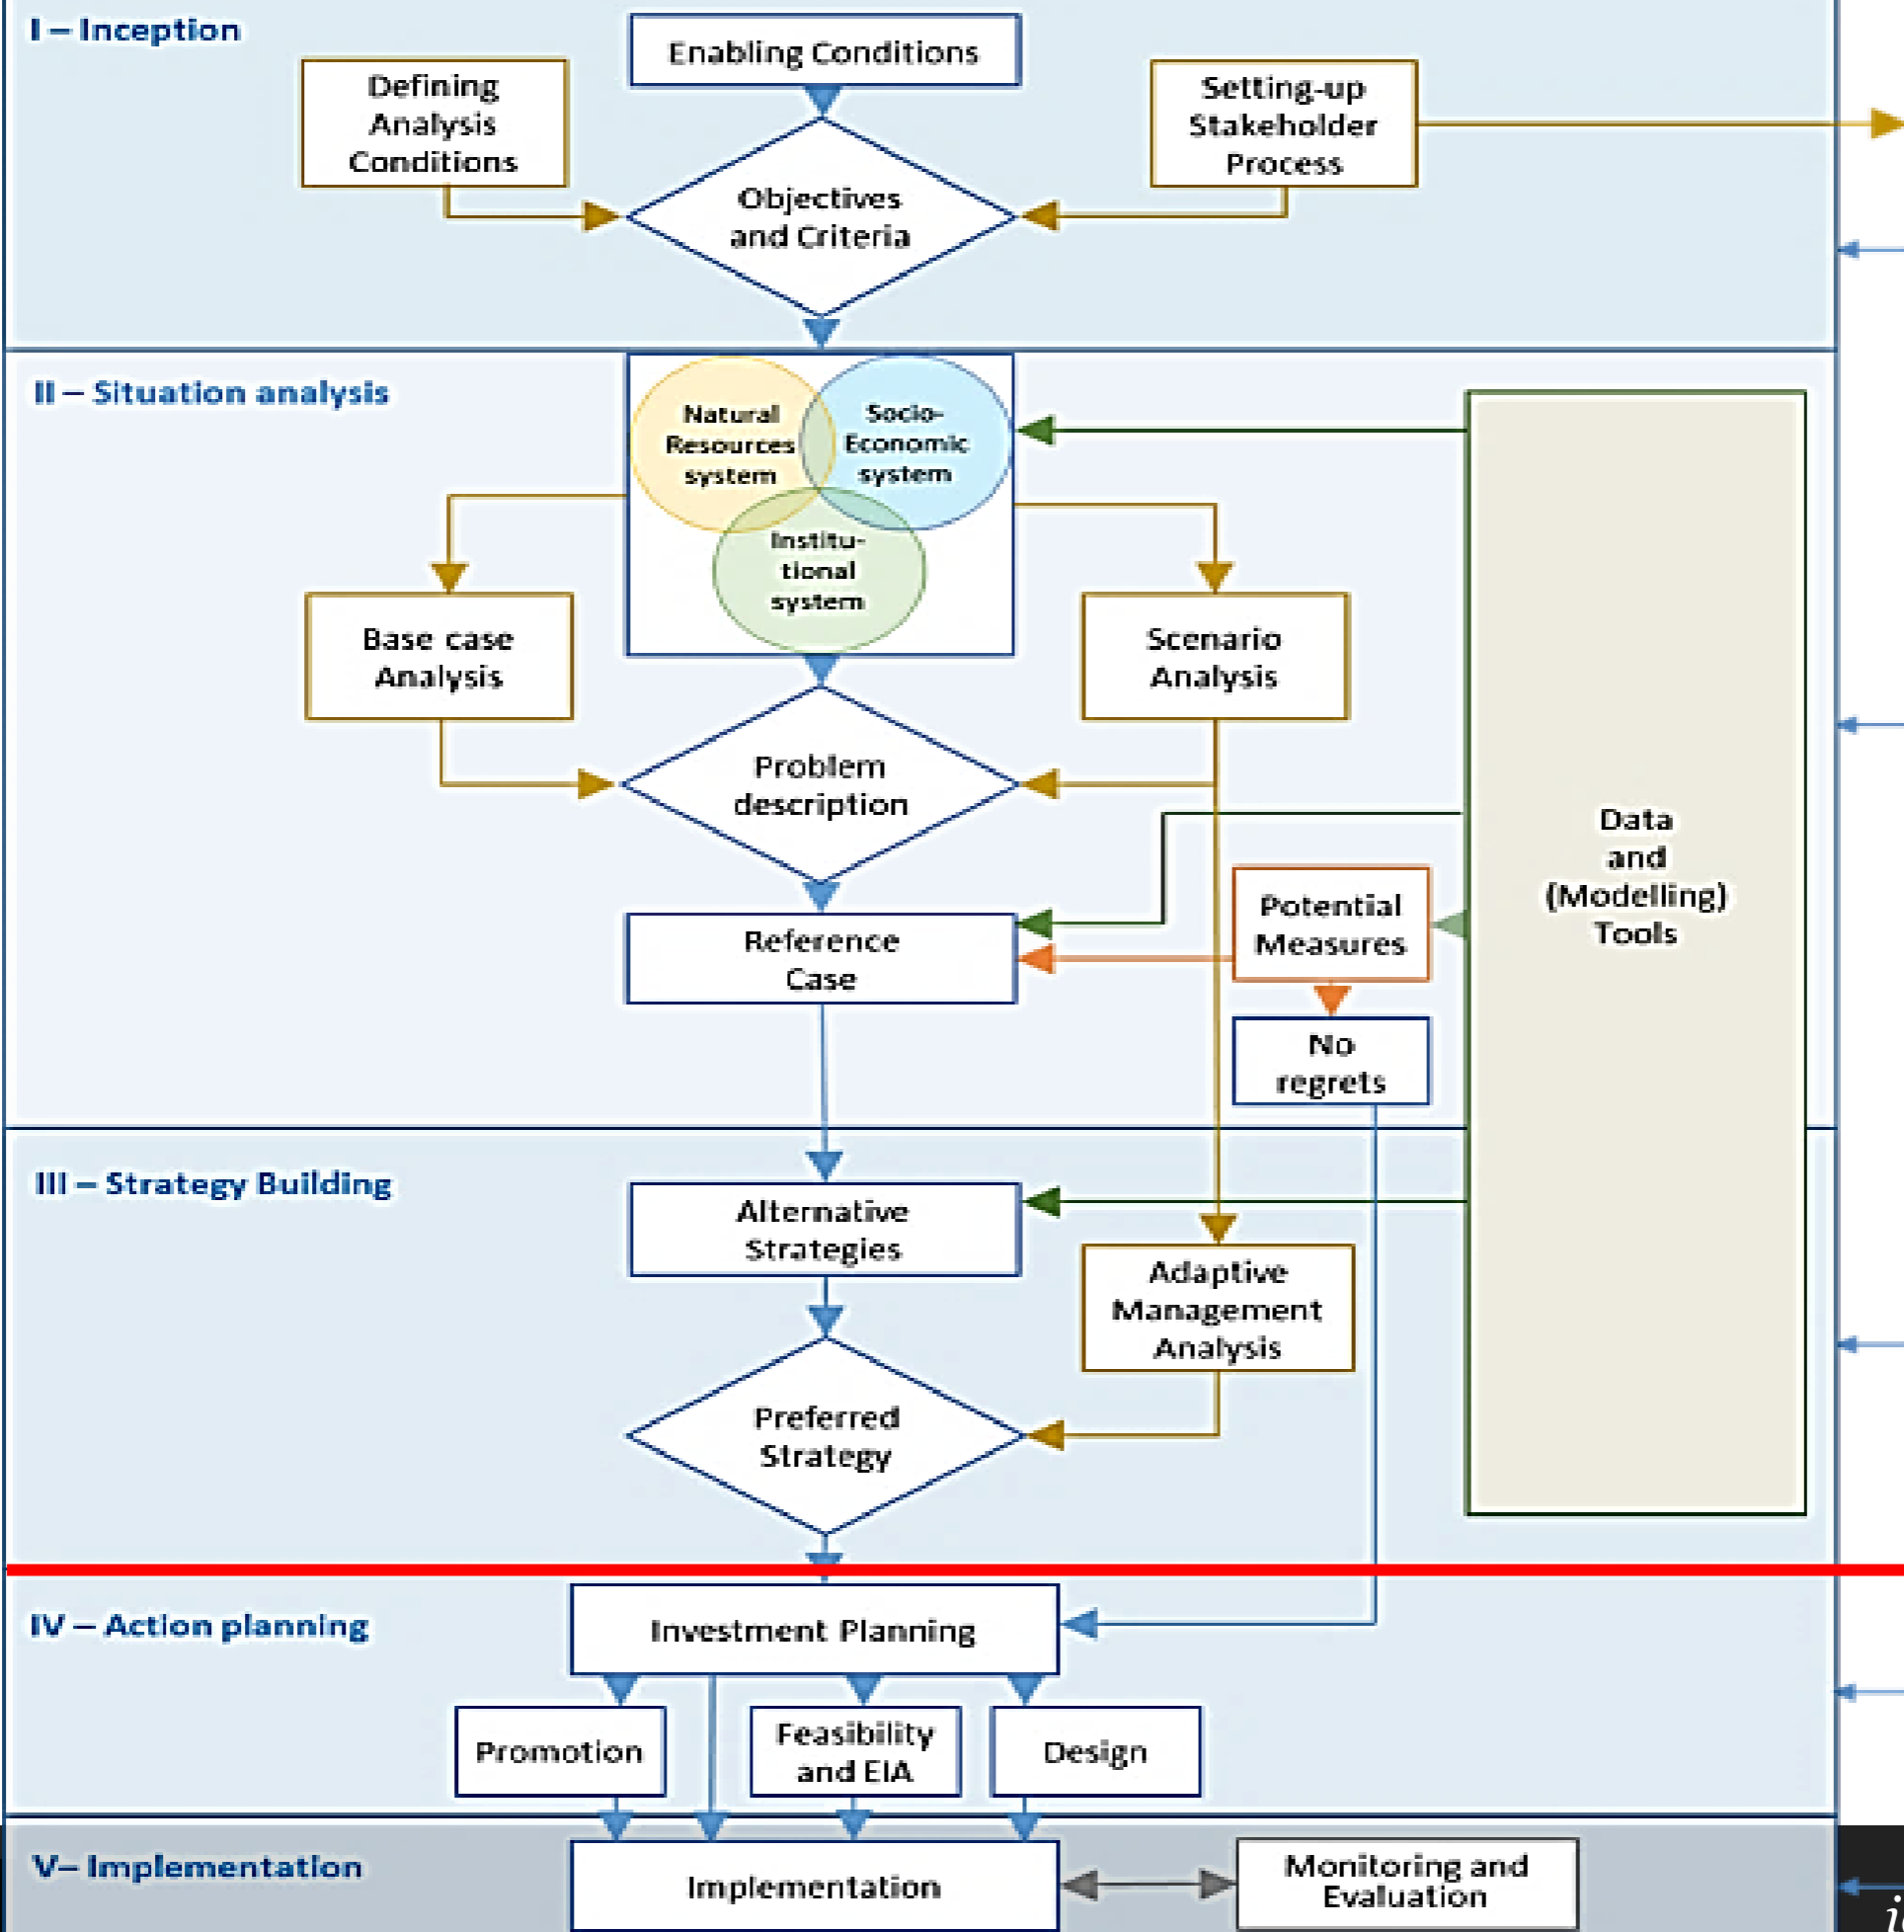 I – Inception
Enabling Conditions
Defining
Analysis
Conditions
Setting-up
Stakeholder
Process
Objectives
and Criteria
II – Situation analysis
Natural
Resources
system
Socio-
Economic
system
Institu-
tional
system
Base case
Analysis
Scenario
Analysis
Problem
description
Data
and
(Modelling)
Tools
Potential
Measures
Reference
Case
No
regrets
III – Strategy Building
Alternative
Strategies
Adaptive
Management
Analysis
Preferred
Strategy
IV – Action planning
Investment Planning
Promotion
Feasibility
and EIA
Design
V– Implementation
Implementation
Monitoring and
Evaluation